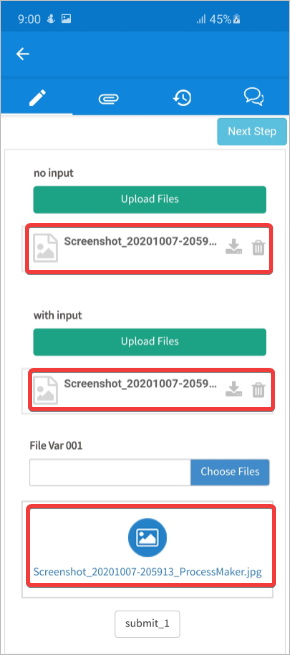 9:00 45%
Next Step
no input
Upload Files
Screenshot_20201007-2059...
with input
Upload Files
Screenshot_20201007-2059...
File Var 001
Choose Files
Screenshot_20201007-205913_ProcessMaker.jpg
submit_1